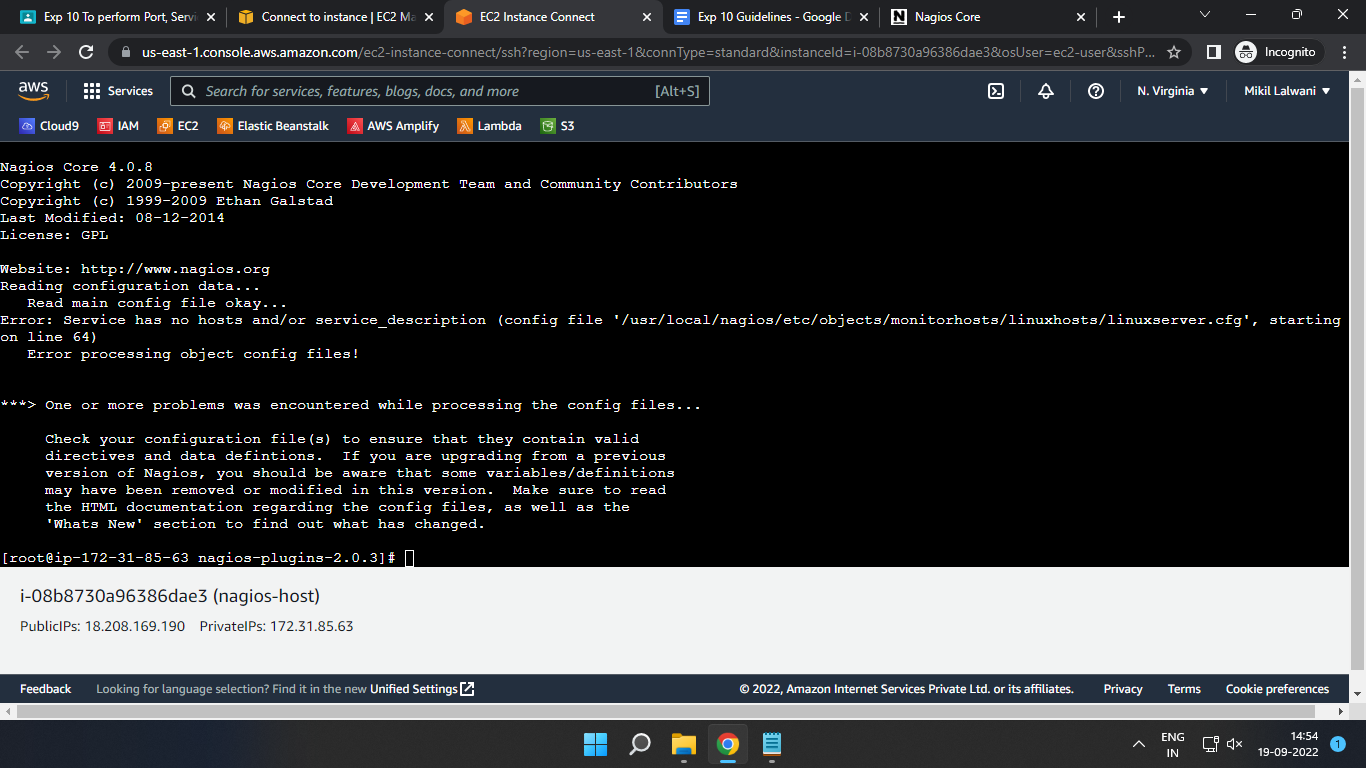 Exp 10 To perform Port, Servi
Connect to instance | EC2 Ma
EC2 Instance Connect
Exp 10 Guidelines - Google D
Nagios Core
us-east-1.console.aws.amazon.com/ec2-instance-connect/ssh?region=us-east-1&connType=standard&instanceId=i-08b8730a96386dae3&osUser=ec2-user&sshP...
Incognito
aws
Services
Search for services, features, blogs, docs, and more
[Alt+S]
N. Virginia
Mikil Lalwani
Cloud9
IAM
EC2
Elastic Beanstalk
AWS Amplify
Lambda
S3
Nagios Core 4.0.8
Copyright (c) 2009-present Nagios Core Development Team and Community Contributors
Copyright (c) 1999-2009 Ethan Galstad
Last Modified: 08-12-2014
License: GPL
Website: http://www.nagios.org
Reading configuration data...
Read main config file okay...
Error: Service has no hosts and/or service_description (config file '/usr/local/nagios/etc/objects/monitorhosts/linuxhosts/linuxserver.cfg', starting
on line 64)
Error processing object config files!
***> One or more problems was encountered while processing the config files...
Check your configuration file(s) to ensure that they contain valid
directives and data defintions.  If you are upgrading from a previous
version of Nagios, you should be aware that some variables/definitions
may have been removed or modified in this version.  Make sure to read
the HTML documentation regarding the config files, as well as the
'Whats New' section to find out what has changed.
[root@ip-172-31-85-63 nagios-plugins-2.0.3]#
i-08b8730a96386dae3 (nagios-host)
PublicIPs: 18.208.169.190    PrivateIPs: 172.31.85.63
Feedback
Looking for language selection? Find it in the new Unified Settings
© 2022, Amazon Internet Services Private Ltd. or its affiliates.
Privacy
Terms
Cookie preferences
ENG
IN
14:54
19-09-2022
1